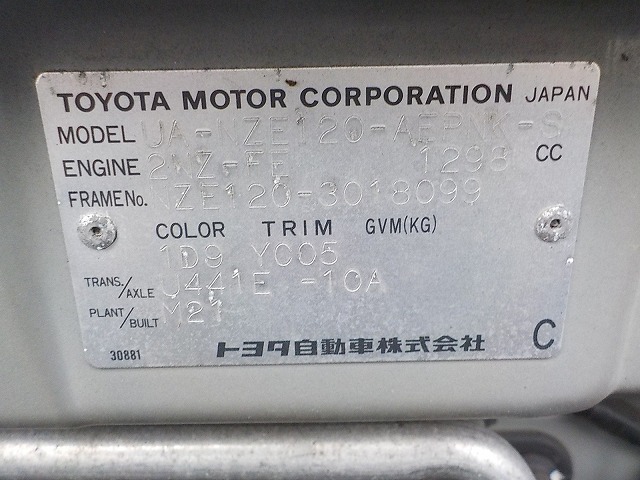 TOYOTA MOTOR CORPORATION JAPAN
MODEL UA-NZE120-AEPNK-S
ENGINE 2NZ-FE 1298 CC
FRAME No. NZE120-3018099
COLOR TRIM GVM(KG)
1D9 Y005
TRANS./AXLE U441E -10A
PLANT/BUILT M21
30881 トヨタ自動車株式会社 C